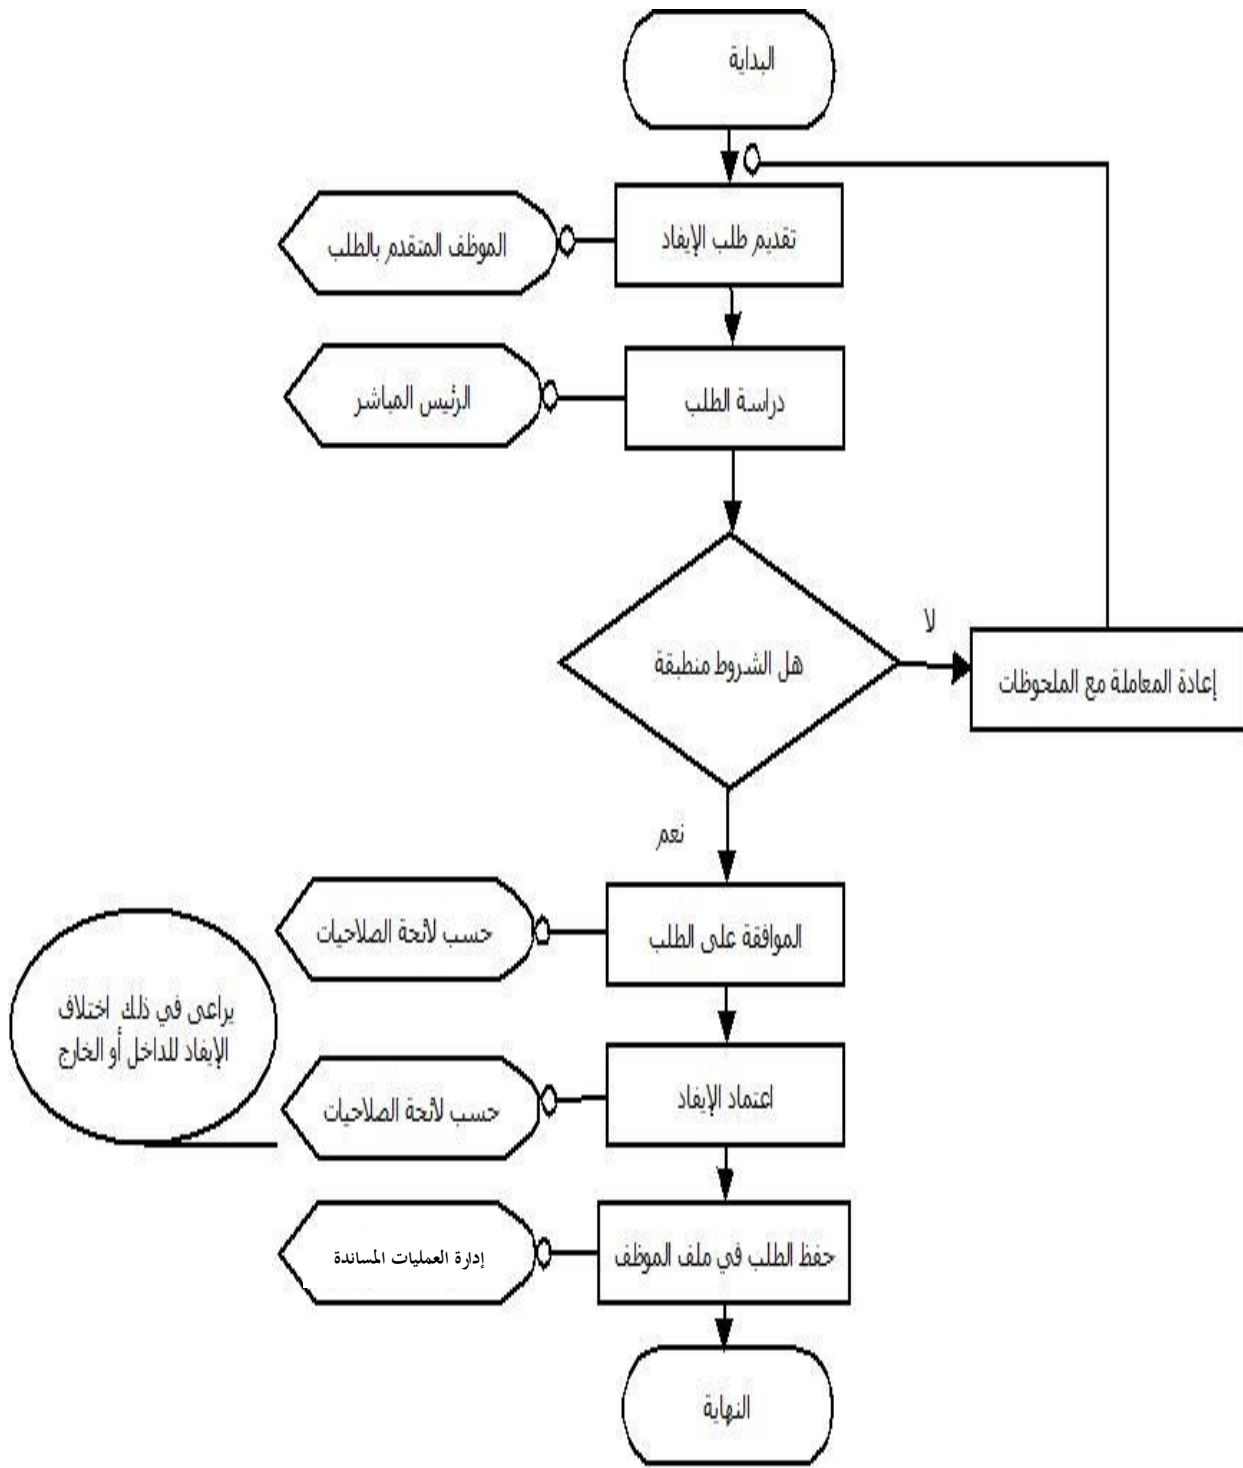 البداية
تقديم طلب الإيفاد
الموظف المتقدم بالطلب
دراسة الطلب
الرئيس المباشر
هل الشروط منطبقة
لا
إعادة المعاملة مع الملحوظات
نعم
الموافقة على الطلب
حسب لائحة الصلاحيات
يراعى في ذلك اختلاف
الإيفاد للداخل أو الخارج
اعتماد الإيفاد
حسب لائحة الصلاحيات
حفظ الطلب في ملف الموظف
إدارة العمليات المساندة
النهاية